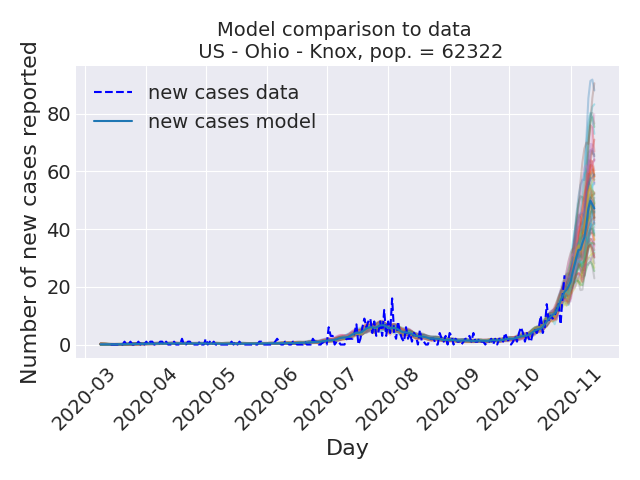 Model comparison to data
US - Ohio - Knox, pop. = 62322
Number of new cases reported
new cases data
new cases model
80
60
40
20
0
2020-03
2020-04
2020-05
2020-06
2020-07
2020-08
2020-09
2020-10
2020-11
Day